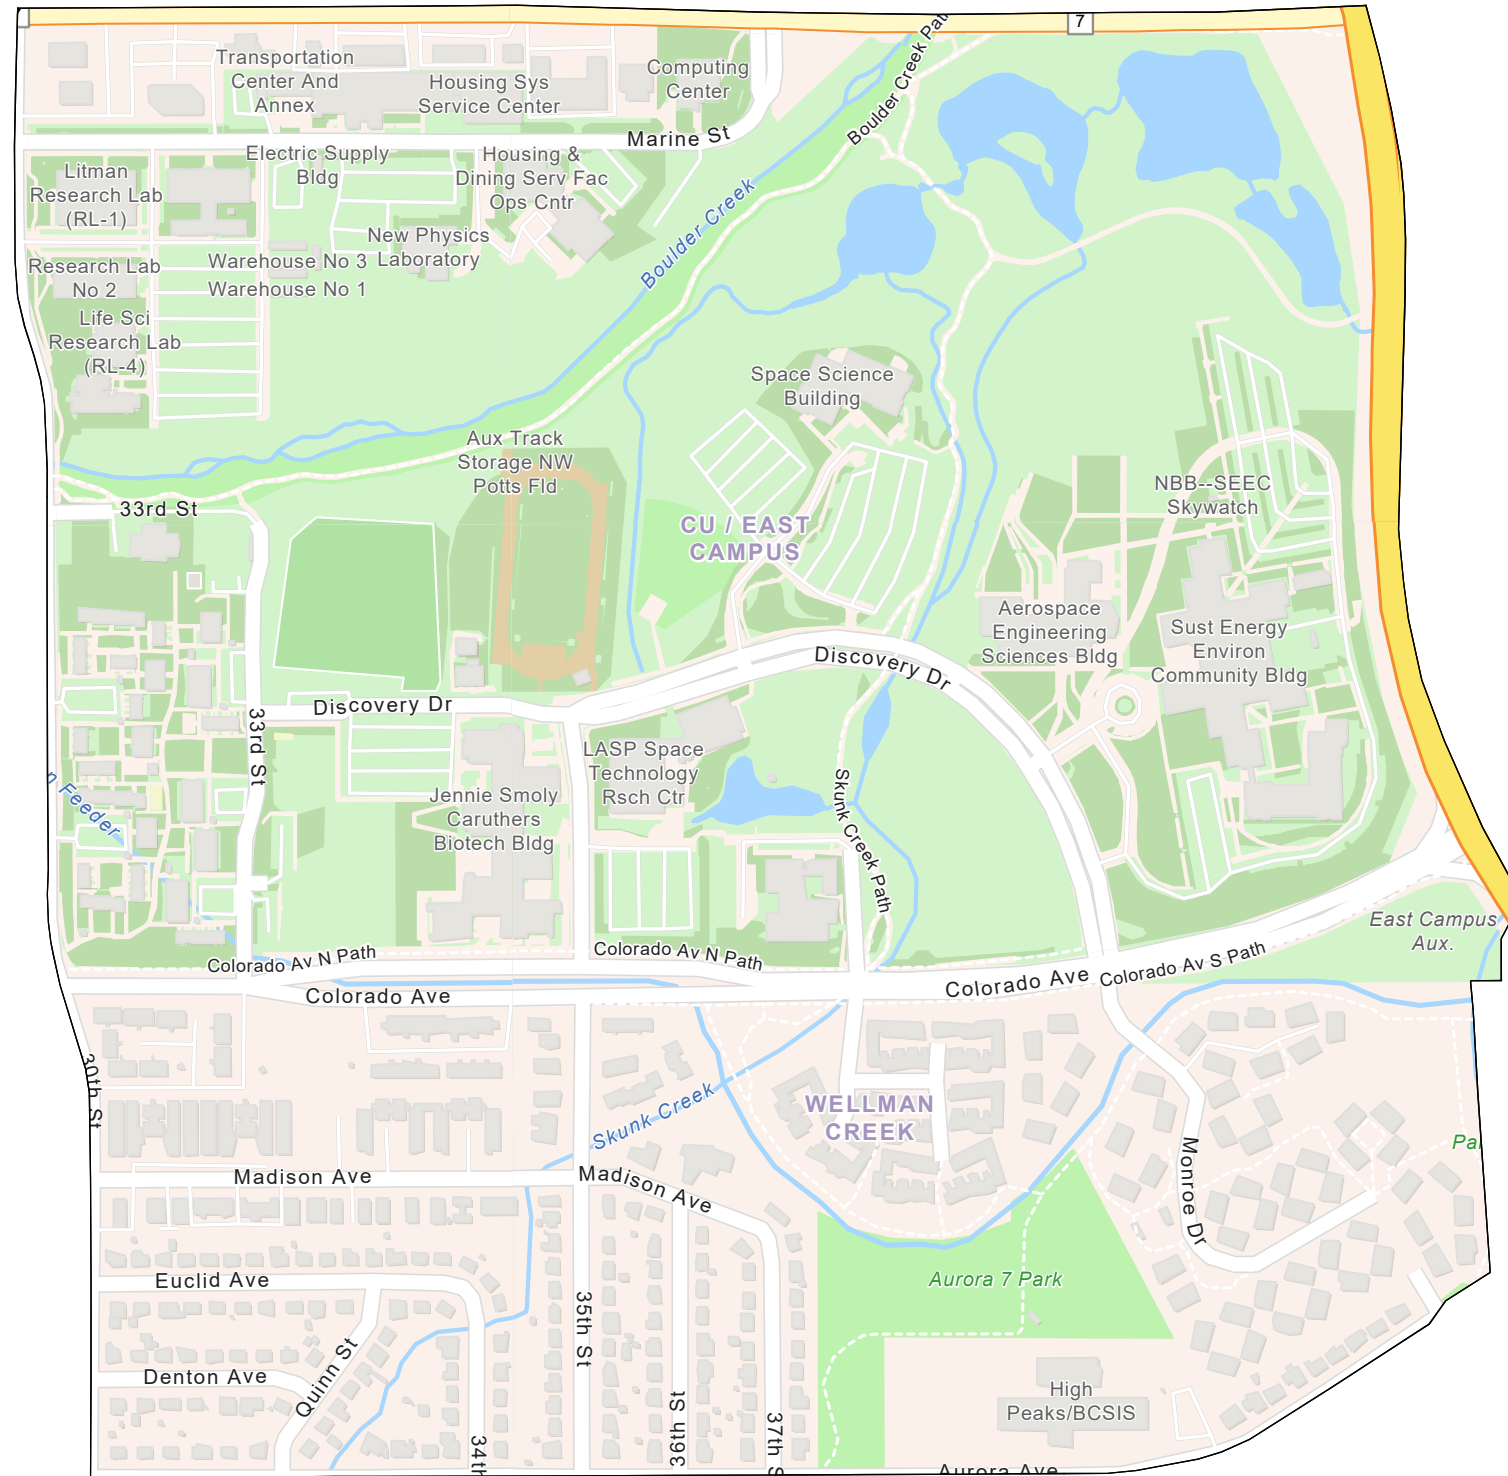 7
Transportation
Center And
Annex
Housing Sys
Service Center
Computing
Center
Boulder Creek Path
Marine St
Litman
Research Lab
(RL-1)
Electric Supply
Bldg
Housing &
Dining Serv Fac
Ops Cntr
Boulder Creek
New Physics
Laboratory
Warehouse No 3
Warehouse No 1
Research Lab
No 2
Life Sci
Research Lab
(RL-4)
Space Science
Building
Aux Track
Storage NW
Potts Fld
33rd St
CU / EAST
CAMPUS
NBB--SEEC
Skywatch
Aerospace
Engineering
Sciences Bldg
Sust Energy
Environ
Community Bldg
Discovery Dr
Discovery Dr
33rd St
LASP Space
Technology
Rsch Ctr
Jennie Smoly
Caruthers
Biotech Bldg
n Feeder
Skunk Creek Path
East Campus
Aux.
Colorado Av N Path
Colorado Av N Path
Colorado Ave
Colorado Ave
Colorado Av S Path
30th St
Skunk Creek
WELLMAN
CREEK
Madison Ave
Madison Ave
Monroe Dr
Pa
Euclid Ave
Aurora 7 Park
35th St
Quinn St
Denton Ave
34th
36th St
37th S
High
Peaks/BCSIS
Aurora Ave